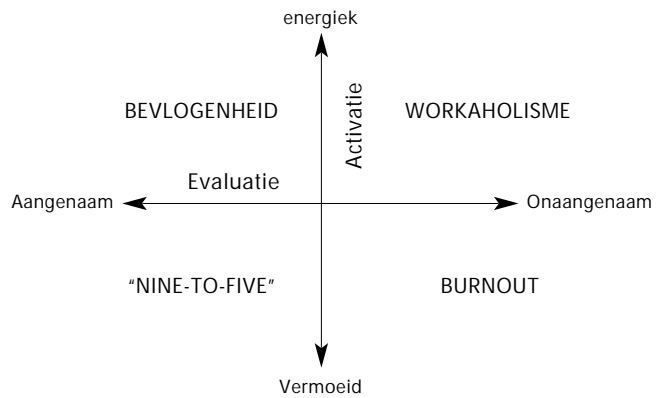 energiek
BEVLOGENHEID
Activatie
WORKAHOLISME
Evaluatie
Aangenaam
Onaangenaam
“NINE-TO-FIVE”
BURNOUT
Vermoeid